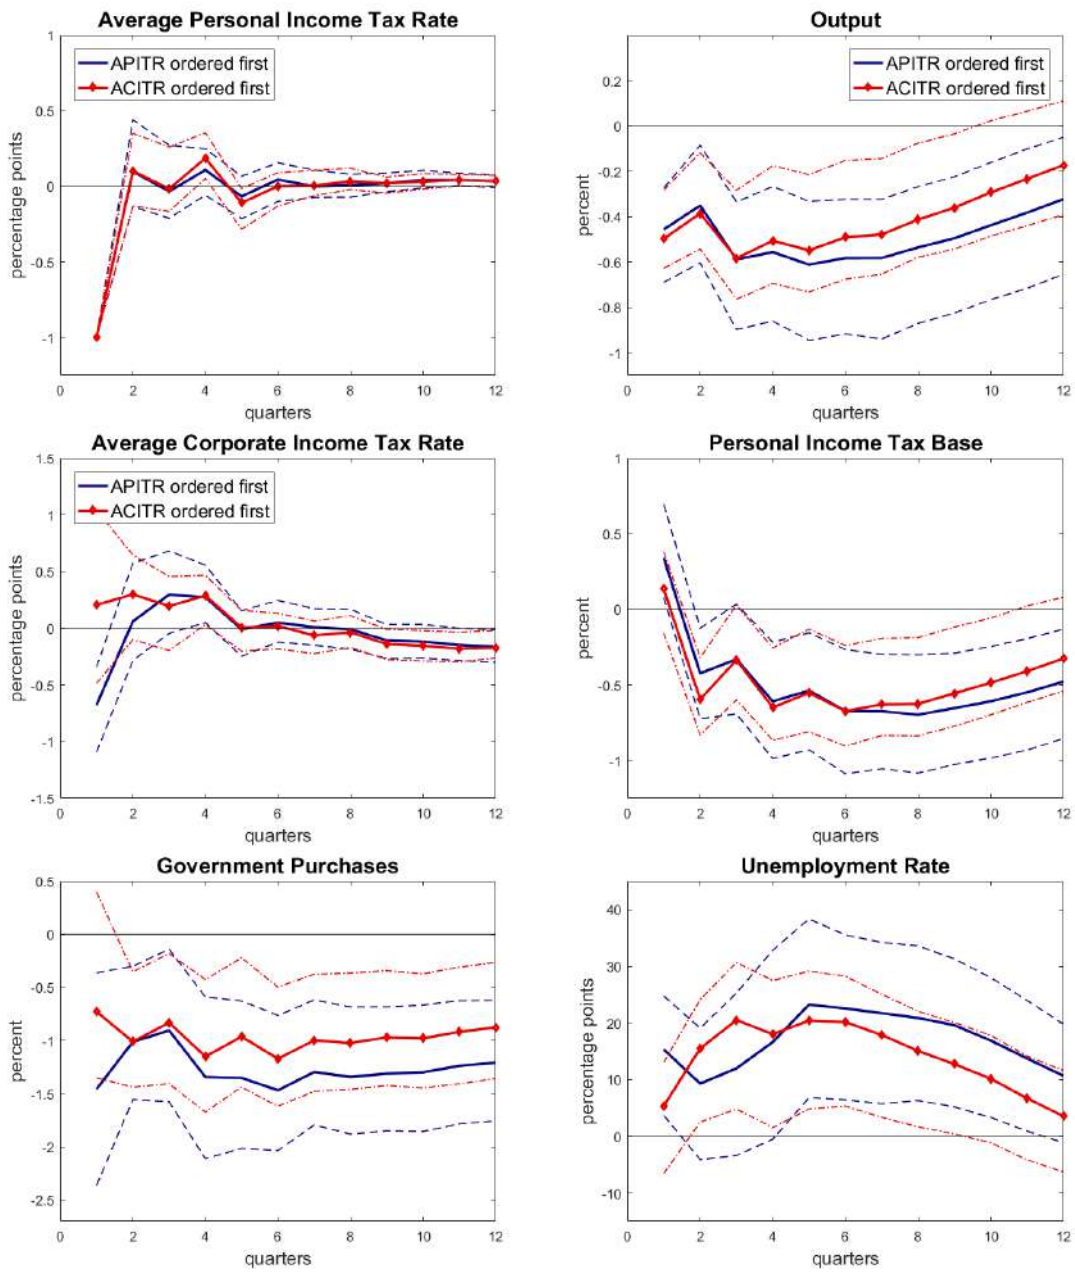 Average Personal Income Tax Rate
1
0.5
0
-0.5
-1
percentage points
APITR ordered first
ACITR ordered first
0 2 4 6 8 10 12
quarters
Output
0.2
0
-0.2
-0.4
-0.6
-0.8
-1
percent
APITR ordered first
ACITR ordered first
0 2 4 6 8 10 12
quarters
Average Corporate Income Tax Rate
1.5
1
0.5
0
-0.5
-1
-1.5
percentage points
APITR ordered first
ACITR ordered first
0 2 4 6 8 10 12
quarters
Personal Income Tax Base
1
0.5
0
-0.5
-1
percent
0 2 4 6 8 10 12
quarters
Government Purchases
0.5
0
-0.5
-1
-1.5
-2
-2.5
percent
0 2 4 6 8 10 12
quarters
Unemployment Rate
40
30
20
10
0
-10
percentage points
0 2 4 6 8 10 12
quarters